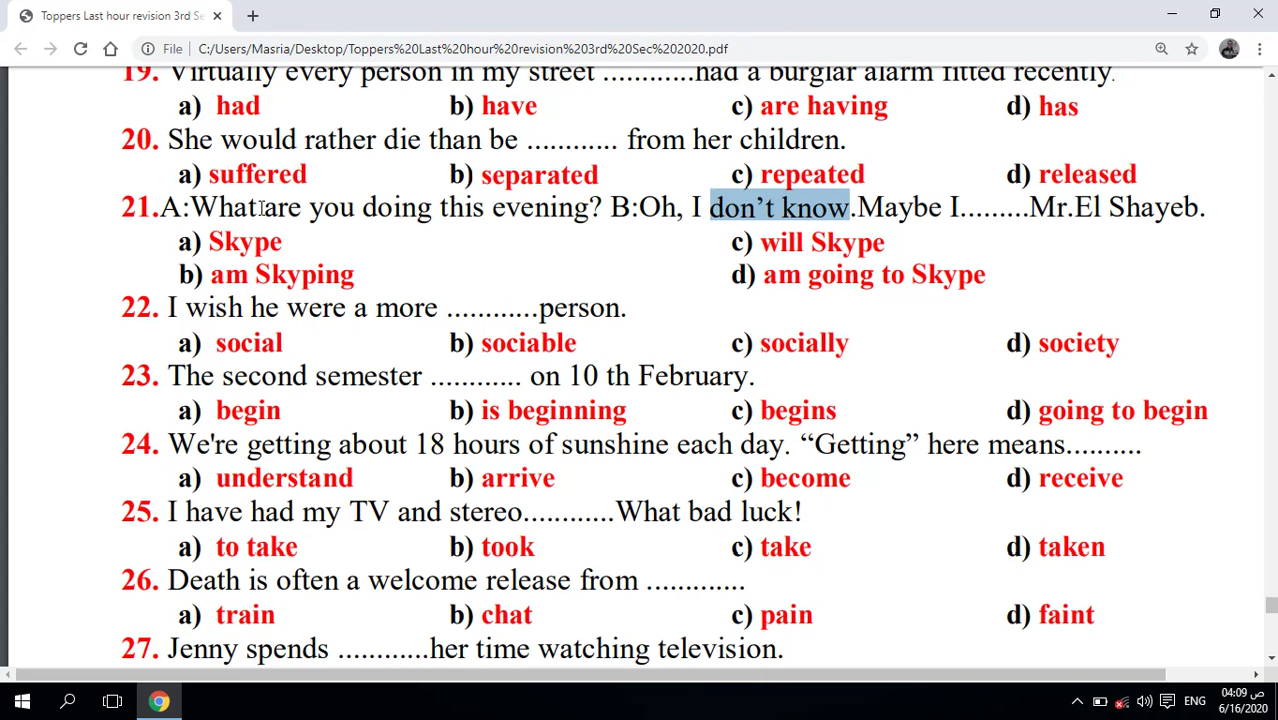 Toppers Last hour revision 3rd Se
File C:/Users/Masria/Desktop/Toppers%20Last%20hour%20revision%203rd%20Sec%202020.pdf
19. Virtually every person in my street ............had a burglar alarm fitted recently.
a) had b) have c) are having d) has
20. She would rather die than be ............ from her children.
a) suffered b) separated c) repeated d) released
21.A:What are you doing this evening? B:Oh, I don't know.Maybe I.........Mr.El Shayeb.
a) Skype c) will Skype
b) am Skyping d) am going to Skype
22. I wish he were a more ............person.
a) social b) sociable c) socially d) society
23. The second semester ............ on 10 th February.
a) begin b) is beginning c) begins d) going to begin
24. We're getting about 18 hours of sunshine each day. “Getting” here means..........
a) understand b) arrive c) become d) receive
25. I have had my TV and stereo............What bad luck!
a) to take b) took c) take d) taken
26. Death is often a welcome release from .............
a) train b) chat c) pain d) faint
27. Jenny spends ............her time watching television.
ENG 04:09 ص
6/16/2020